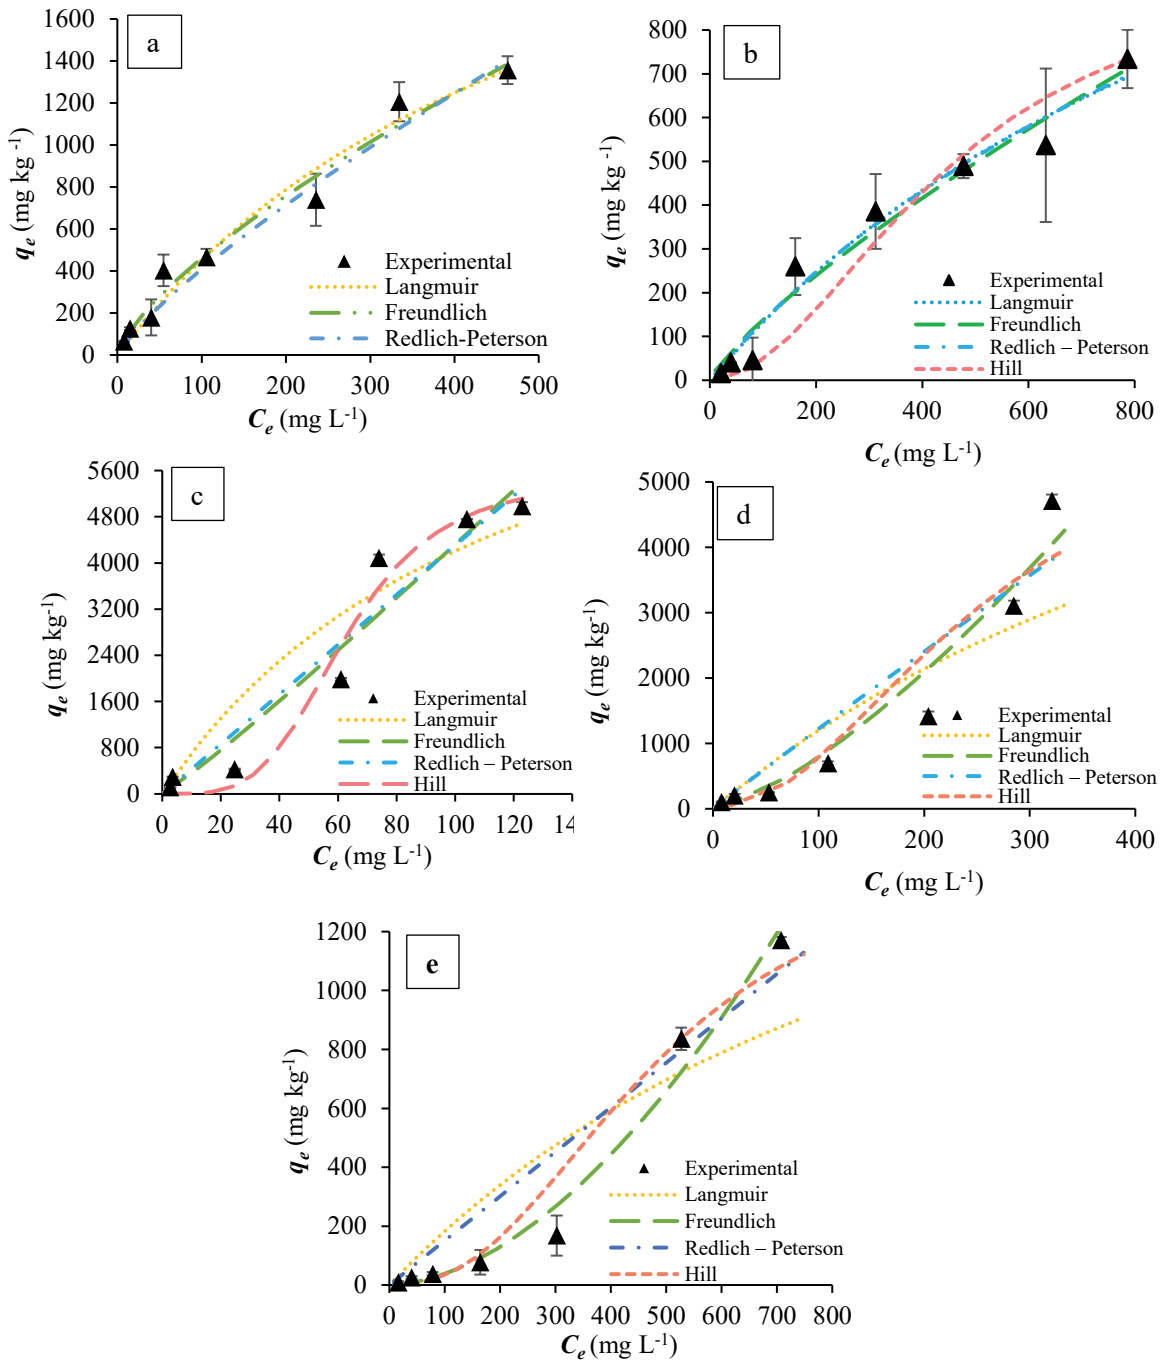 a
1600
1400
1200
1000
800
600
400
200
0
0 100 200 300 400 500
q_e (mg kg⁻¹)
C_e (mg L⁻¹)
Experimental
Langmuir
Freundlich
Redlich-Peterson
b
800
700
600
500
400
300
200
100
0
0 200 400 600 800
q_e (mg kg⁻¹)
C_e (mg L⁻¹)
Experimental
Langmuir
Freundlich
Redlich – Peterson
Hill
c
5600
4800
4000
3200
2400
1600
800
0
0 20 40 60 80 100 120 14
q_e (mg kg⁻¹)
C_e (mg L⁻¹)
Experimental
Langmuir
Freundlich
Redlich – Peterson
Hill
d
5000
4000
3000
2000
1000
0
0 100 200 300 400
q_e (mg kg⁻¹)
C_e (mg L⁻¹)
Experimental
Langmuir
Freundlich
Redlich – Peterson
Hill
e
1200
1000
800
600
400
200
0
0 100 200 300 400 500 600 700 800
q_e (mg kg⁻¹)
C_e (mg L⁻¹)
Experimental
Langmuir
Freundlich
Redlich – Peterson
Hill